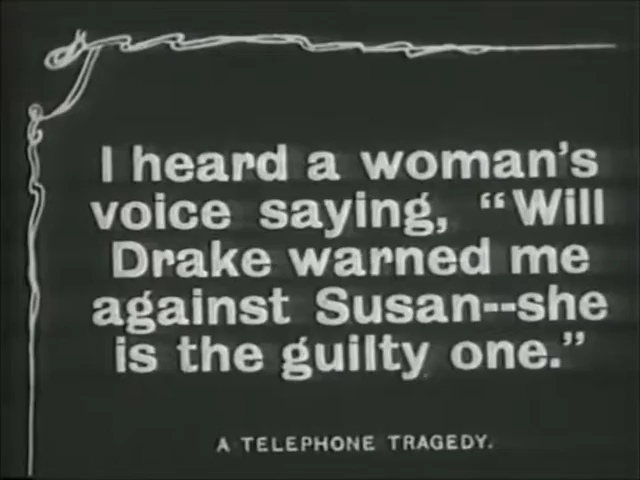 I heard a woman's
voice saying, “Will
Drake warned me
against Susan--she
is the guilty one.”
A TELEPHONE TRAGEDY.